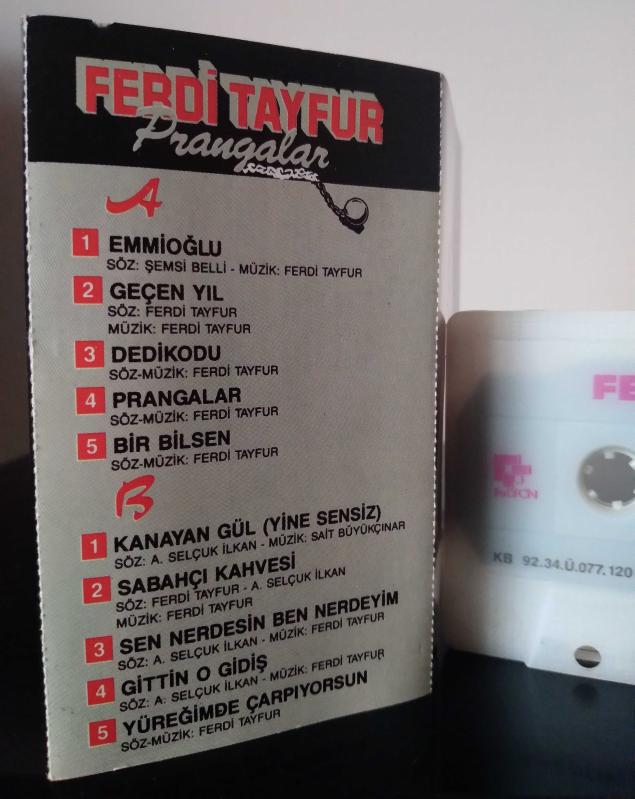 FERDİ TAYFUR
Prangalar
A
1 EMMİOĞLU
SÖZ: ŞEMSİ BELLİ - MÜZİK: FERDİ TAYFUR
2 GEÇEN YIL
SÖZ: FERDİ TAYFUR
MÜZİK: FERDİ TAYFUR
3 DEDİKODU
SÖZ-MÜZİK: FERDİ TAYFUR
4 PRANGALAR
SÖZ-MÜZİK: FERDİ TAYFUR
5 BİR BİLSEN
SÖZ-MÜZİK: FERDİ TAYFUR
B
1 KANAYAN GÜL (YİNE SENSİZ)
SÖZ: A. SELÇUK İLKAN - MÜZİK: SAİT BÜYÜKÇINAR
2 SABAHÇI KAHVESİ
SÖZ: FERDİ TAYFUR - A. SELÇUK İLKAN
MÜZİK: FERDİ TAYFUR
3 SEN NERDESİN BEN NERDEYİM
SÖZ: A. SELÇUK İLKAN - MÜZİK: FERDİ TAYFUR
4 GİTTİN O GİDİŞ
SÖZ: A. SELÇUK İLKAN - MÜZİK: FERDİ TAYFUR
5 YÜREĞİMDE ÇARPIYORSUN
SÖZ-MÜZİK: FERDİ TAYFUR
FE
KB 92.34.Ü.077.120